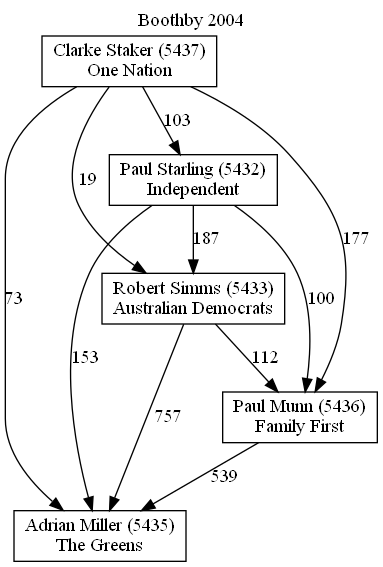 Boothby 2004
Clarke Staker (5437)
One Nation
103
Paul Starling (5432)
Independent
19
187
177
Robert Simms (5433)
Australian Democrats
73
153
100
757
112
Paul Munn (5436)
Family First
539
Adrian Miller (5435)
The Greens